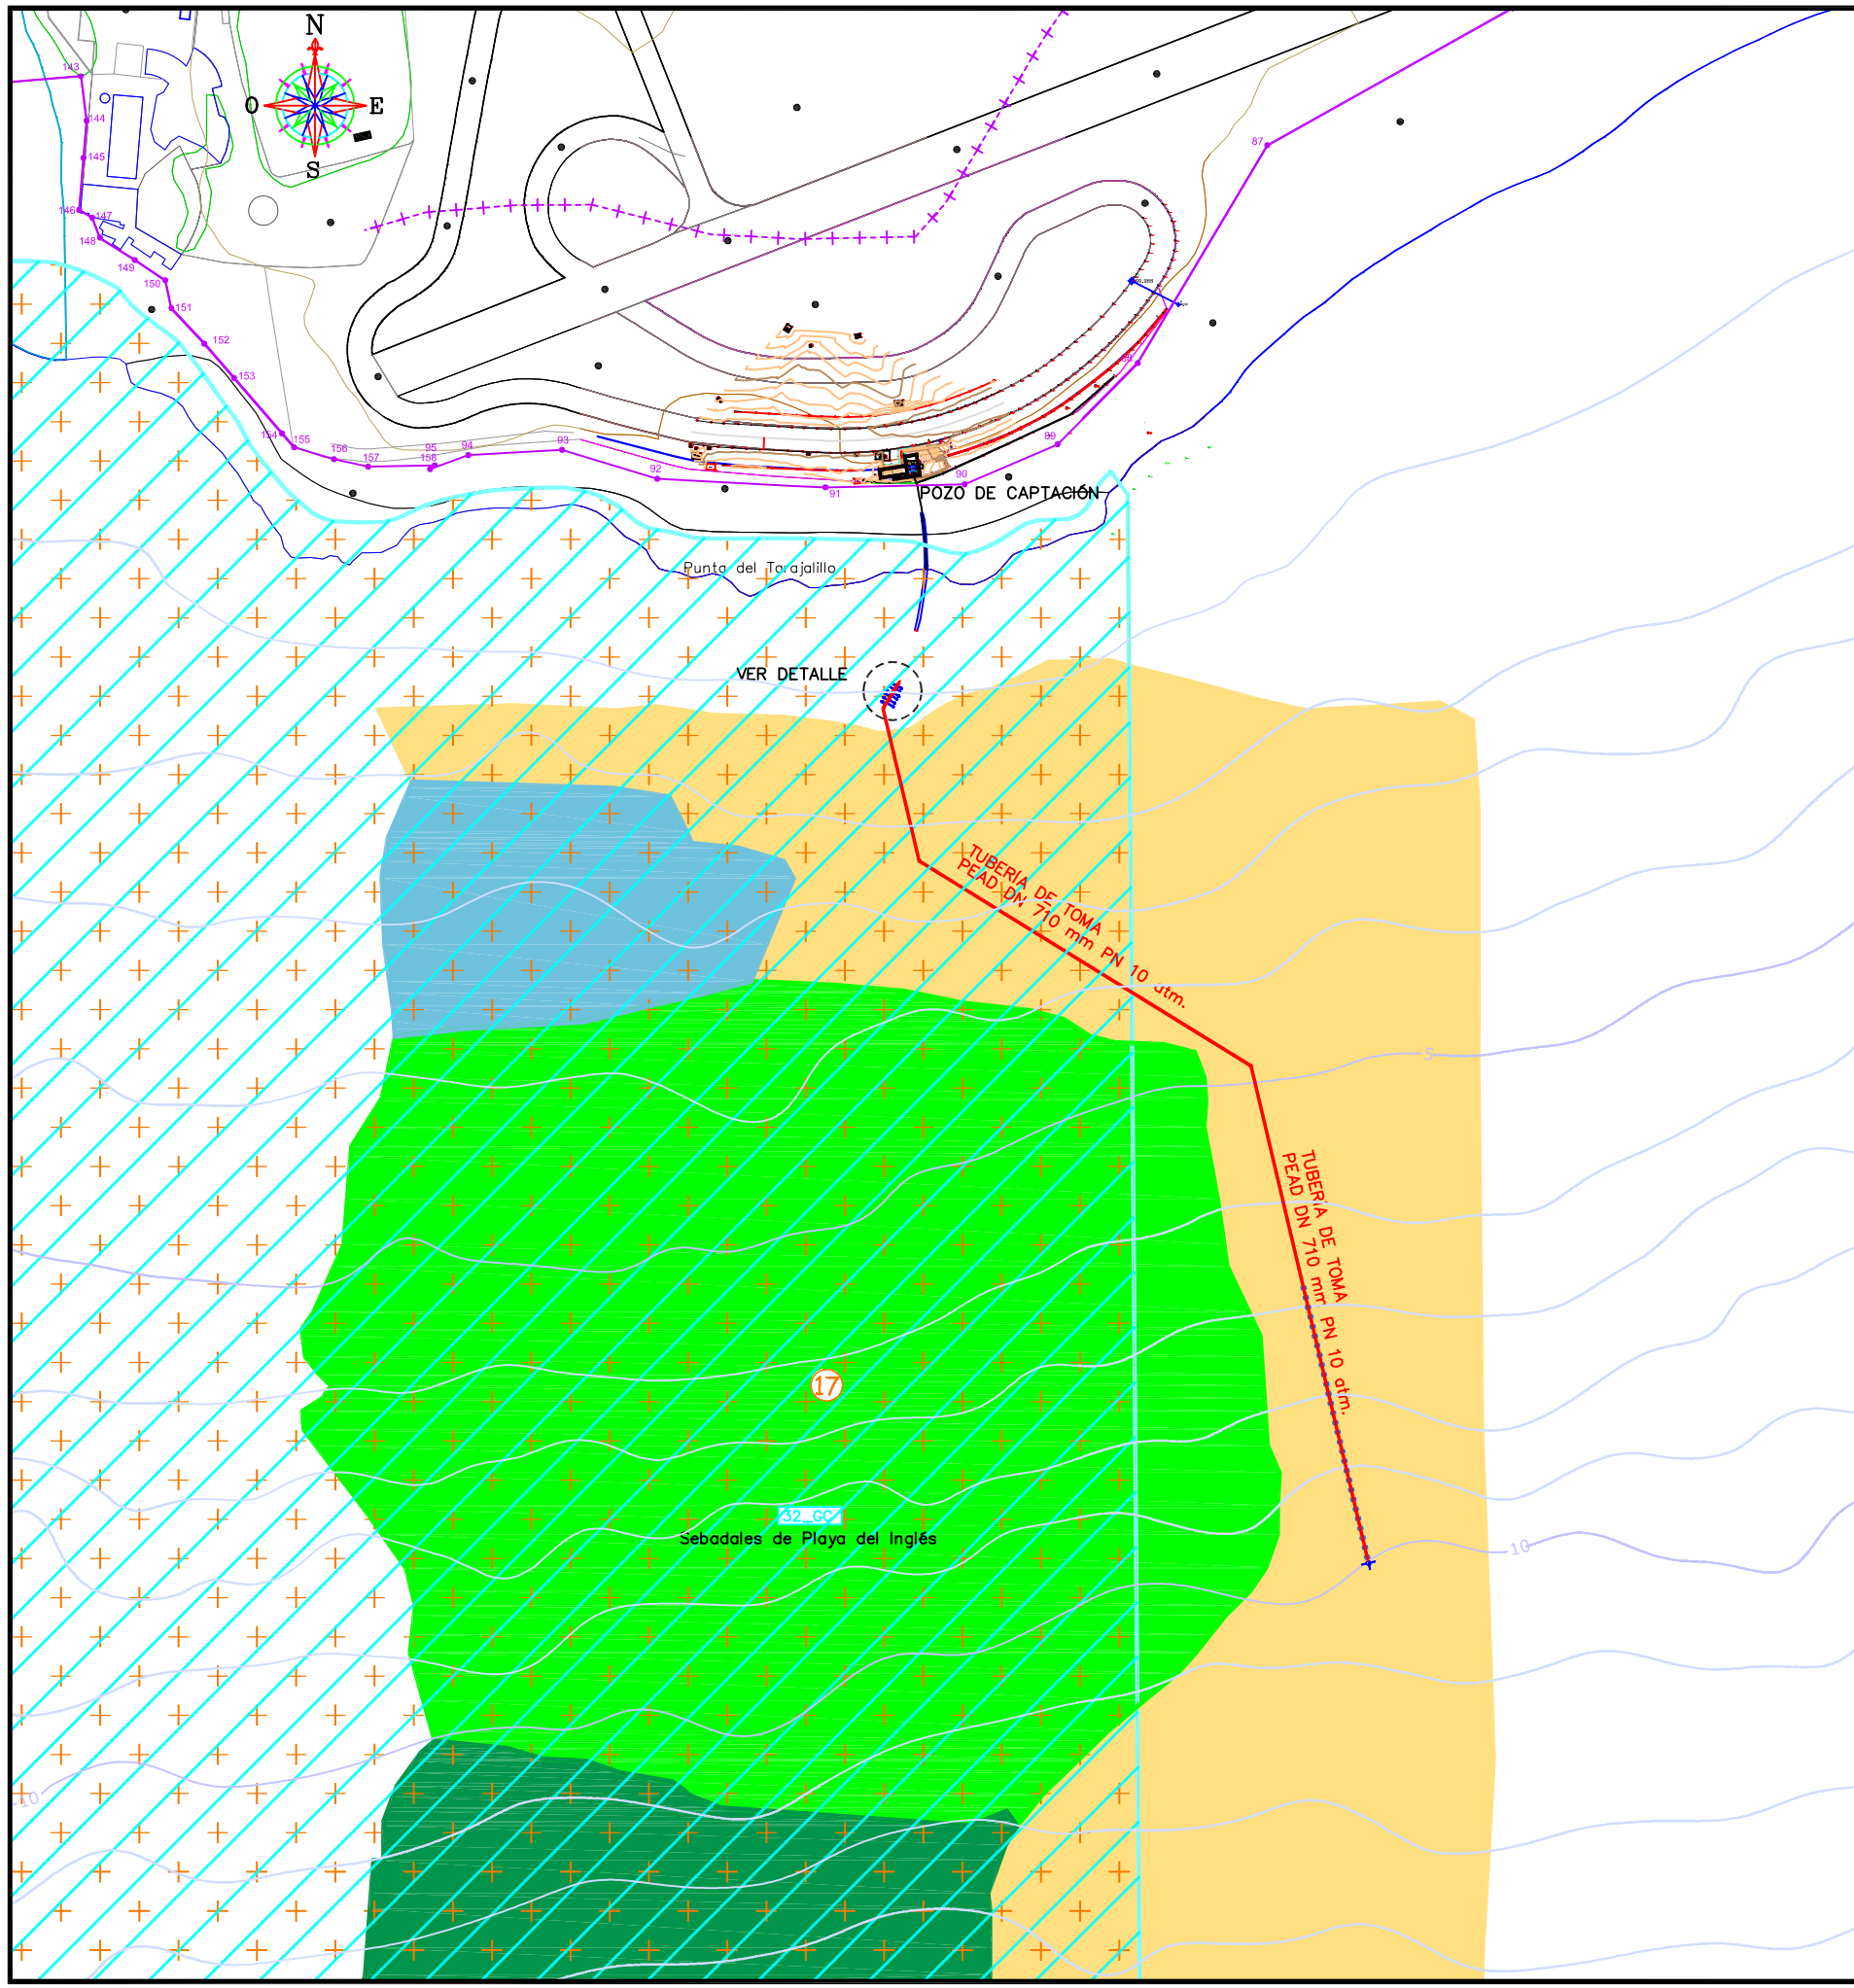 N
O
E
S
143
144
145
146
147
148
149
150
151
152
153
154
155
156
157
158
95
94
93
92
91
90
89
88
87
POZO DE CAPTACIÓN
Punta del Tarajalillo
VER DETALLE
TUBERÍA DE TOMA
PEAD DN 710 mm PN 10 atm.
5
TUBERÍA DE TOMA
PEAD DN 710 mm PN 10 atm.
17
32_GC
Sebadales de Playa del Inglés
10
10